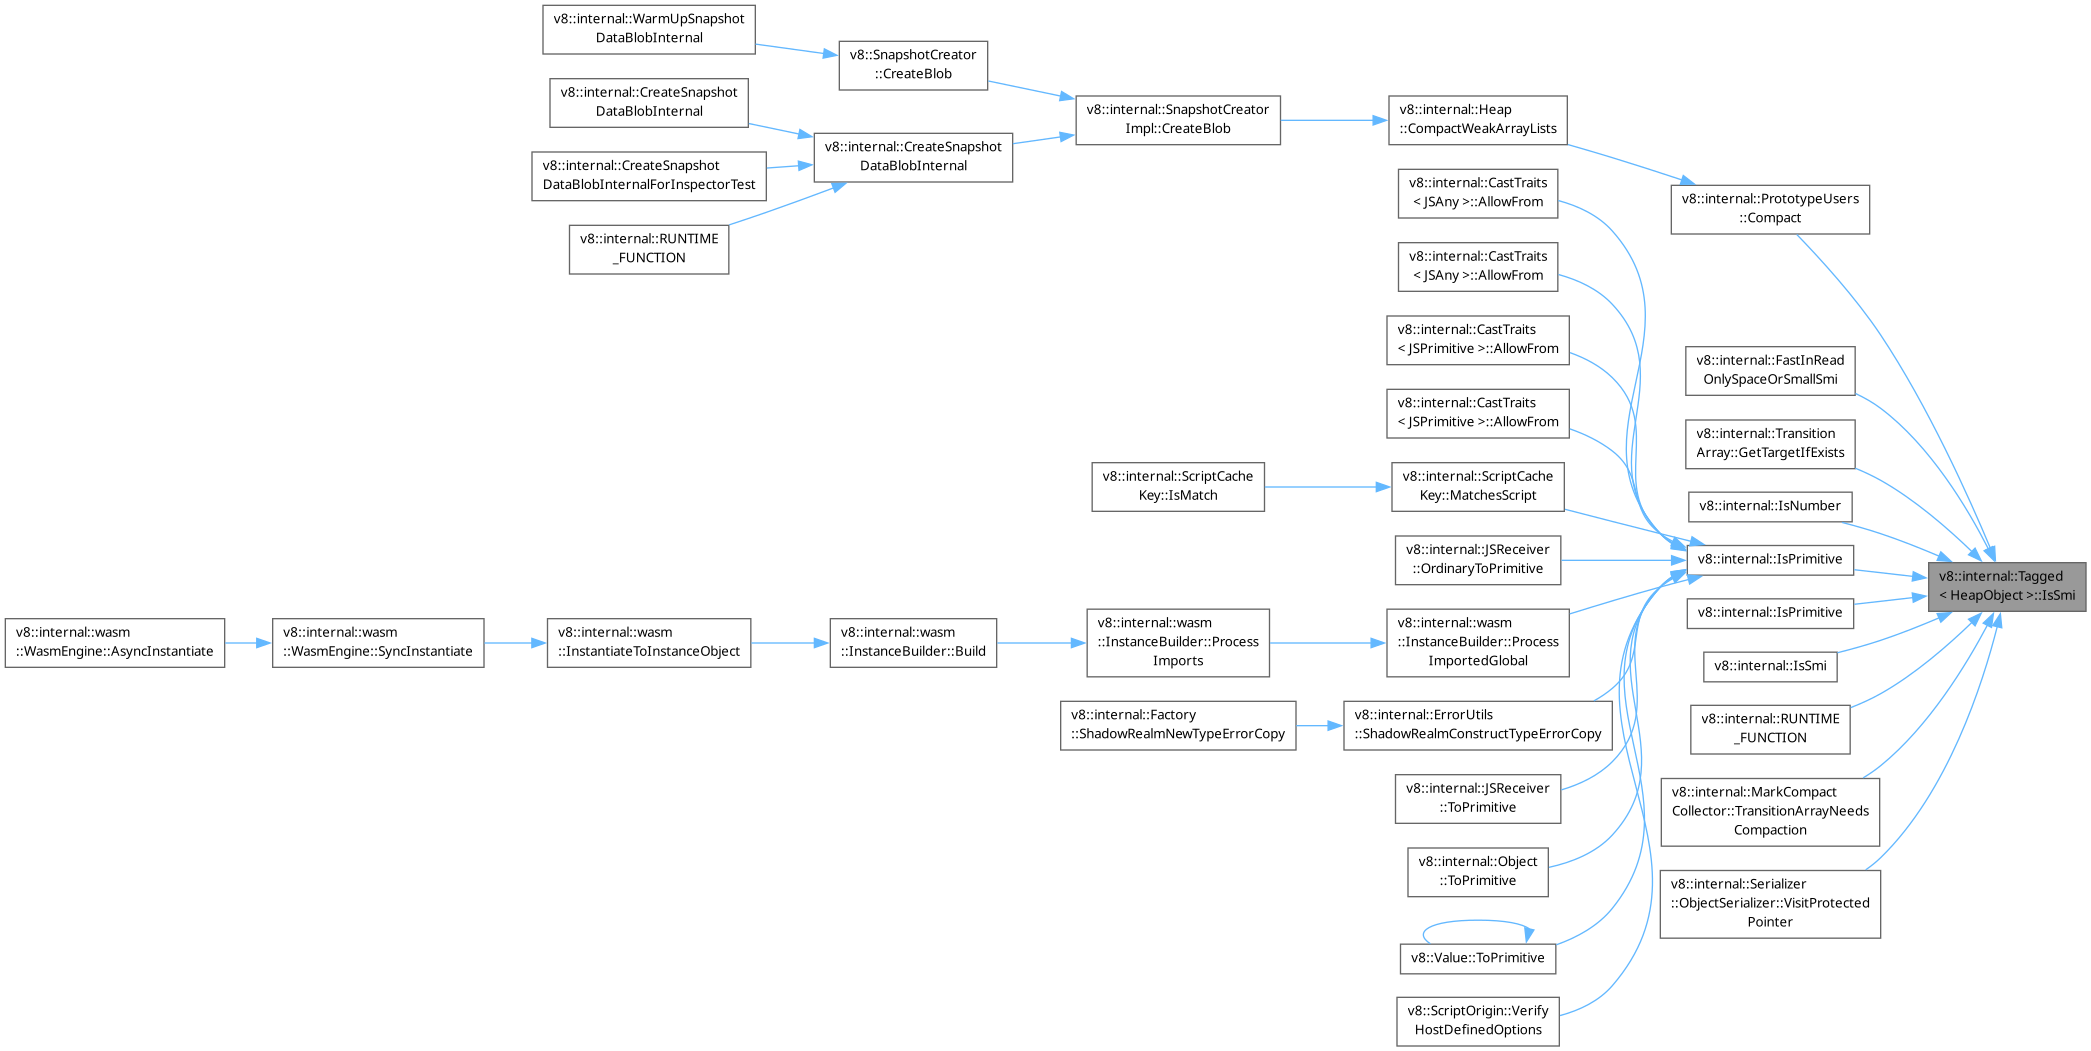 v8::internal::WarmUpSnapshot
DataBlobInternal
v8::internal::CreateSnapshot
DataBlobInternal
v8::internal::CreateSnapshot
DataBlobInternalForInspectorTest
v8::internal::RUNTIME
_FUNCTION
v8::SnapshotCreator
::CreateBlob
v8::internal::CreateSnapshot
DataBlobInternal
v8::internal::SnapshotCreator
Impl::CreateBlob
v8::internal::Heap
::CompactWeakArrayLists
v8::internal::CastTraits
< JSAny >::AllowFrom
v8::internal::CastTraits
< JSAny >::AllowFrom
v8::internal::CastTraits
< JSPrimitive >::AllowFrom
v8::internal::CastTraits
< JSPrimitive >::AllowFrom
v8::internal::ScriptCache
Key::IsMatch
v8::internal::ScriptCache
Key::MatchesScript
v8::internal::JSReceiver
::OrdinaryToPrimitive
v8::internal::wasm
::WasmEngine::AsyncInstantiate
v8::internal::wasm
::WasmEngine::SyncInstantiate
v8::internal::wasm
::InstantiateToInstanceObject
v8::internal::wasm
::InstanceBuilder::Build
v8::internal::wasm
::InstanceBuilder::Process
Imports
v8::internal::wasm
::InstanceBuilder::Process
ImportedGlobal
v8::internal::Factory
::ShadowRealmNewTypeErrorCopy
v8::internal::ErrorUtils
::ShadowRealmConstructTypeErrorCopy
v8::internal::JSReceiver
::ToPrimitive
v8::internal::Object
::ToPrimitive
v8::Value::ToPrimitive
v8::ScriptOrigin::Verify
HostDefinedOptions
v8::internal::PrototypeUsers
::Compact
v8::internal::FastInRead
OnlySpaceOrSmallSmi
v8::internal::Transition
Array::GetTargetIfExists
v8::internal::IsNumber
v8::internal::IsPrimitive
v8::internal::IsPrimitive
v8::internal::IsSmi
v8::internal::RUNTIME
_FUNCTION
v8::internal::MarkCompact
Collector::TransitionArrayNeeds
Compaction
v8::internal::Serializer
::ObjectSerializer::VisitProtected
Pointer
v8::internal::Tagged
< HeapObject >::IsSmi